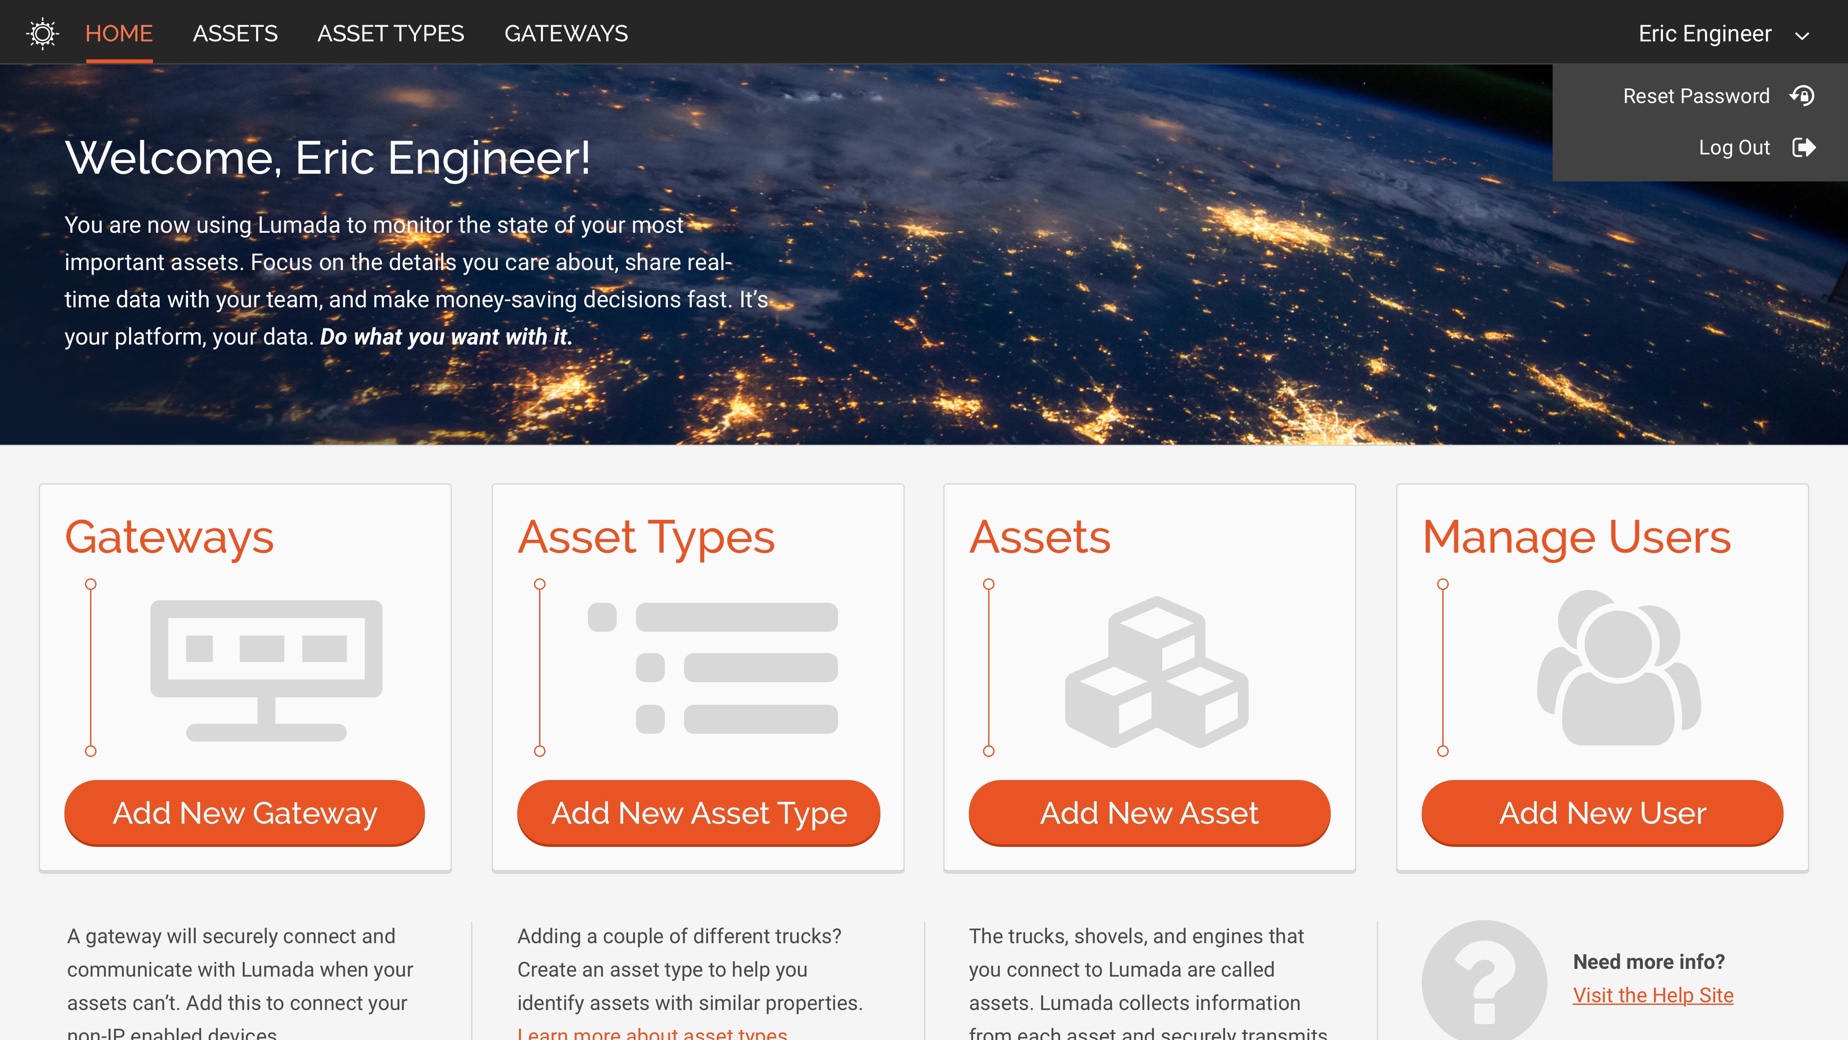 HOME ASSETS ASSET TYPES GATEWAYS Eric Engineer
Reset Password
Log Out
Welcome, Eric Engineer!
You are now using Lumada to monitor the state of your most
important assets. Focus on the details you care about, share real-
time data with your team, and make money-saving decisions fast. It’s
your platform, your data. Do what you want with it.
Gateways
Add New Gateway
A gateway will securely connect and
communicate with Lumada when your
assets can’t. Add this to connect your
non-IP enabled devices.
Asset Types
Add New Asset Type
Adding a couple of different trucks?
Create an asset type to help you
identify assets with similar properties.
Learn more about asset types
Assets
Add New Asset
The trucks, shovels, and engines that
you connect to Lumada are called
assets. Lumada collects information
from each asset and securely transmits
Manage Users
Add New User
Need more info?
Visit the Help Site